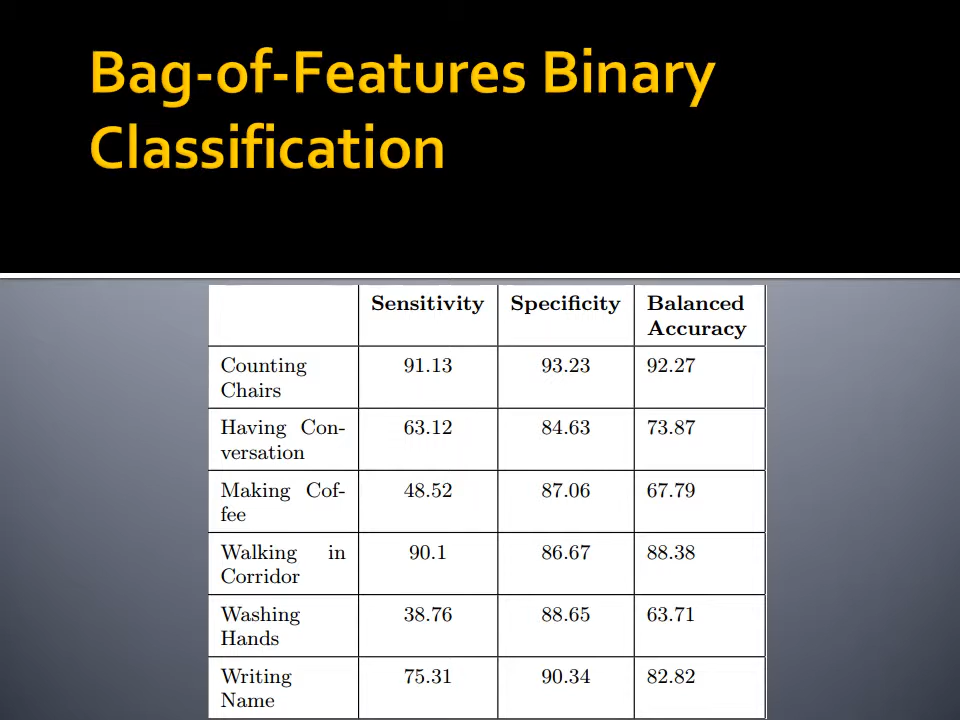 Bag-of-Features Binary
Classification
Sensitivity Specificity Balanced
Accuracy
Counting 91.13 93.23 92.27
Chairs
Having Con- 63.12 84.63 73.87
versation
Making Cof- 48.52 87.06 67.79
fee
Walking in 90.1 86.67 88.38
Corridor
Washing 38.76 88.65 63.71
Hands
Writing 75.31 90.34 82.82
Name